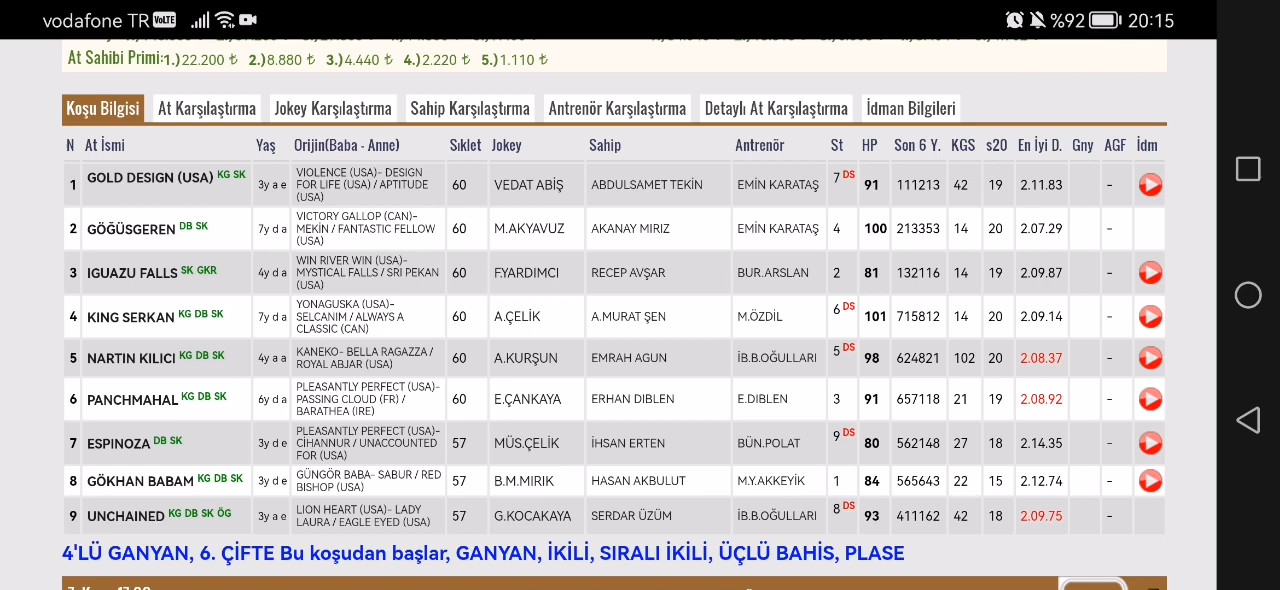 vodafone TR VoLTE %92 20:15
At Sahibi Primi:1.)22.200 ₺ 2.)8.880 ₺ 3.)4.440 ₺ 4.)2.220 ₺ 5.)1.110 ₺
Koşu Bilgisi At Karşılaştırma Jokey Karşılaştırma Sahip Karşılaştırma Antrenör Karşılaştırma Detaylı At Karşılaştırma İdman Bilgileri
N At İsmi Yaş Orijin(Baba - Anne) Sıklet Jokey Sahip Antrenör St HP Son 6 Y. KGS s20 En İyi D. Gny AGF İdm
1 GOLD DESIGN (USA) KG SK 3y a e VIOLENCE (USA)- DESIGN FOR LIFE (USA) / APTITUDE (USA) 60 VEDAT ABİŞ ABDULSAMET TEKİN EMİN KARATAŞ 7 DS 91 111213 42 19 2.11.83 -
2 GÖĞÜSGEREN DB SK 7y d a VICTORY GALLOP (CAN)- MEKİN / FANTASTIC FELLOW (USA) 60 M.AKYAVUZ AKANAY MIRIZ EMİN KARATAŞ 4 100 213353 14 20 2.07.29 -
3 IGUAZU FALLS SK GKR 4y d a WIN RIVER WIN (USA)- MYSTICAL FALLS / SRI PEKAN (USA) 60 F.YARDIMCI RECEP AVŞAR BUR.ARSLAN 2 81 132116 14 19 2.09.87 -
4 KING SERKAN KG DB SK 7y d a YONAGUSKA (USA)- SELCANIM / ALWAYS A CLASSIC (CAN) 60 A.ÇELİK A.MURAT ŞEN M.ÖZDİL 6 DS 101 715812 14 20 2.09.14 -
5 NARTIN KILICI KG DB SK 4y a a KANEKO- BELLA RAGAZZA / ROYAL ABJAR (USA) 60 A.KURŞUN EMRAH AGUN İB.B.OĞULLARI 5 DS 98 624821 102 20 2.08.37 -
6 PANCHMAHAL KG DB SK 6y d a PLEASANTLY PERFECT (USA)- PASSING CLOUD (FR) / BARATHEA (IRE) 60 E.ÇANKAYA ERHAN DIBLEN E.DIBLEN 3 91 657118 21 19 2.08.92 -
7 ESPINOZA DB SK 3y d e PLEASANTLY PERFECT (USA)- CİHANNUR / UNACCOUNTED FOR (USA) 57 MÜS.ÇELİK İHSAN ERTEN BÜN.POLAT 9 DS 80 562148 27 18 2.14.35 -
8 GÖKHAN BABAM KG DB SK 3y d e GÜNGÖR BABA- SABUR / RED BISHOP (USA) 57 B.M.MIRIK HASAN AKBULUT M.Y.AKKEYİK 1 84 565643 22 15 2.12.74 -
9 UNCHAINED KG DB SK ÖG 3y a e LION HEART (USA)- LADY LAURA / EAGLE EYED (USA) 57 G.KOCAKAYA SERDAR ÜZÜM İB.B.OĞULLARI 8 DS 93 411162 42 18 2.09.75 -
4'LÜ GANYAN, 6. ÇİFTE Bu koşudan başlar, GANYAN, İKİLİ, SIRALI İKİLİ, ÜÇLÜ BAHİS, PLASE